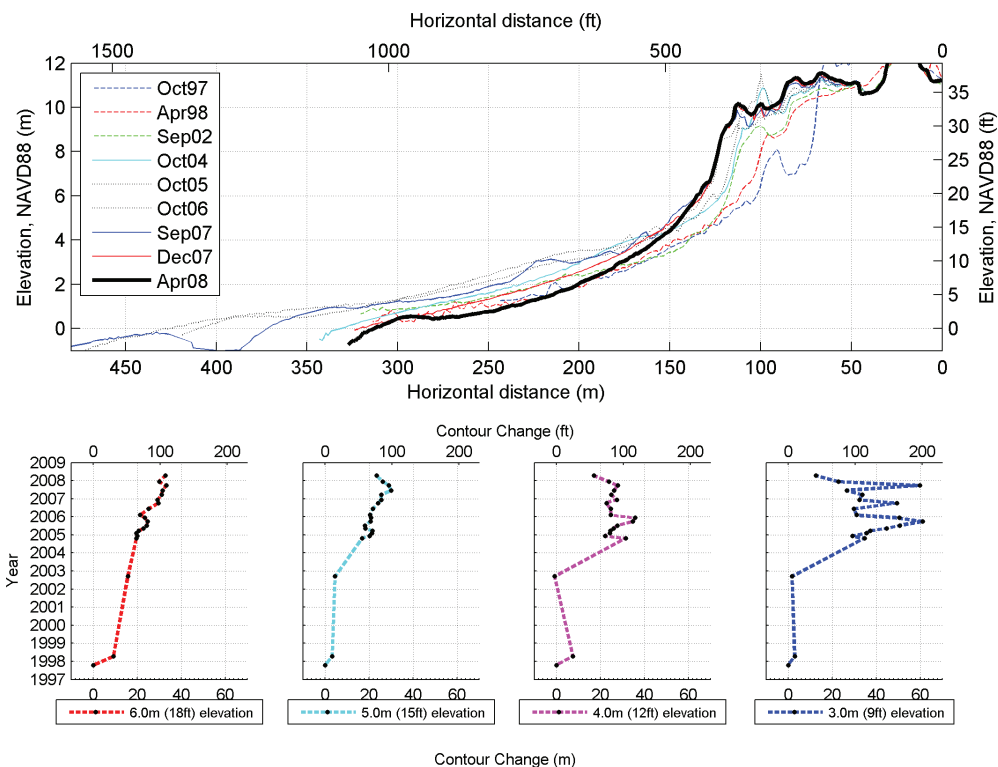 Horizontal distance (ft)
1500 1000 500 0
12
10
8
6
4
2
0
Elevation, NAVD88 (m)
Oct97
Apr98
Sep02
Oct04
Oct05
Oct06
Sep07
Dec07
Apr08
35
30
25
20
15
10
5
0
Elevation, NAVD88 (ft)
450 400 350 300 250 200 150 100 50 0
Horizontal distance (m)
Contour Change (ft)
0 100 200 0 100 200 0 100 200 0 100 200
2009
2008
2007
2006
2005
2004
2003
2002
2001
2000
1999
1998
1997
Year
0 20 40 60 0 20 40 60 0 20 40 60 0 20 40 60
6.0m (18ft) elevation 5.0m (15ft) elevation 4.0m (12ft) elevation 3.0m (9ft) elevation
Contour Change (m)